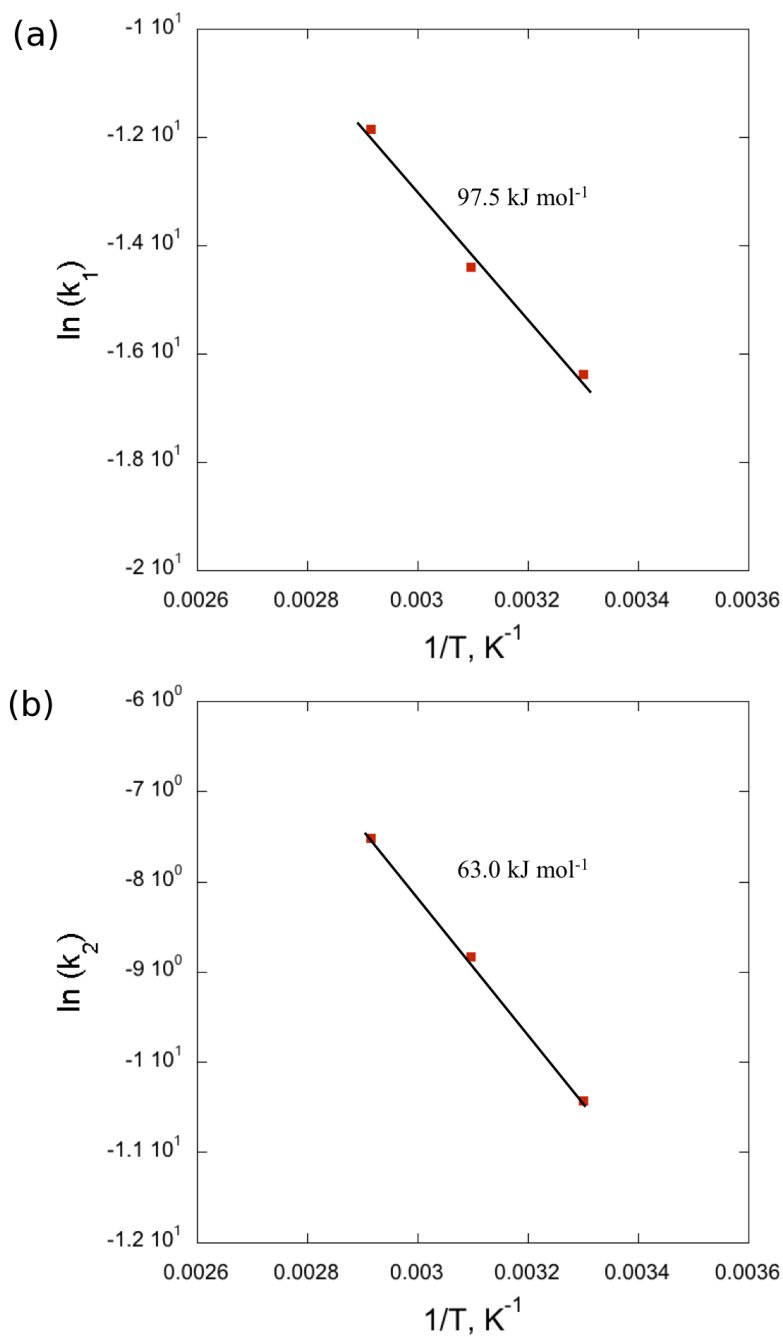 (a)
-1 10⁰¹
-1.2 10¹
-1.4 10¹
-1.6 10¹
-1.8 10¹
-2 10¹
ln (k₁)
97.5 kJ mol⁻¹
0.0026 0.0028 0.003 0.0032 0.0034 0.0036
1/T, K⁻¹
(b)
-6 10⁰
-7 10⁰
-8 10⁰
-9 10⁰
-1 10¹
-1.1 10¹
-1.2 10¹
ln (k₂)
63.0 kJ mol⁻¹
0.0026 0.0028 0.003 0.0032 0.0034 0.0036
1/T, K⁻¹